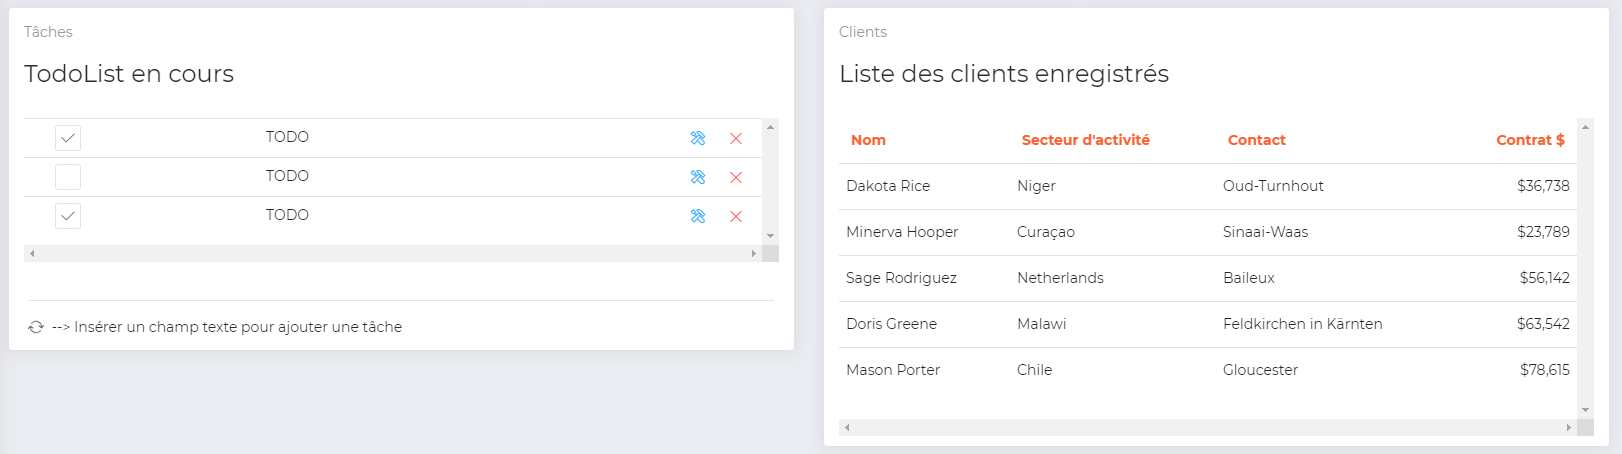 Tâches
TodoList en cours
TODO
TODO
TODO
--> Insérer un champ texte pour ajouter une tâche
Clients
Liste des clients enregistrés
Nom Secteur d'activité Contact Contrat $
Dakota Rice Niger Oud-Turnhout $36,738
Minerva Hooper Curaçao Sinaai-Waas $23,789
Sage Rodriguez Netherlands Baileux $56,142
Doris Greene Malawi Feldkirchen in Kärnten $63,542
Mason Porter Chile Gloucester $78,615